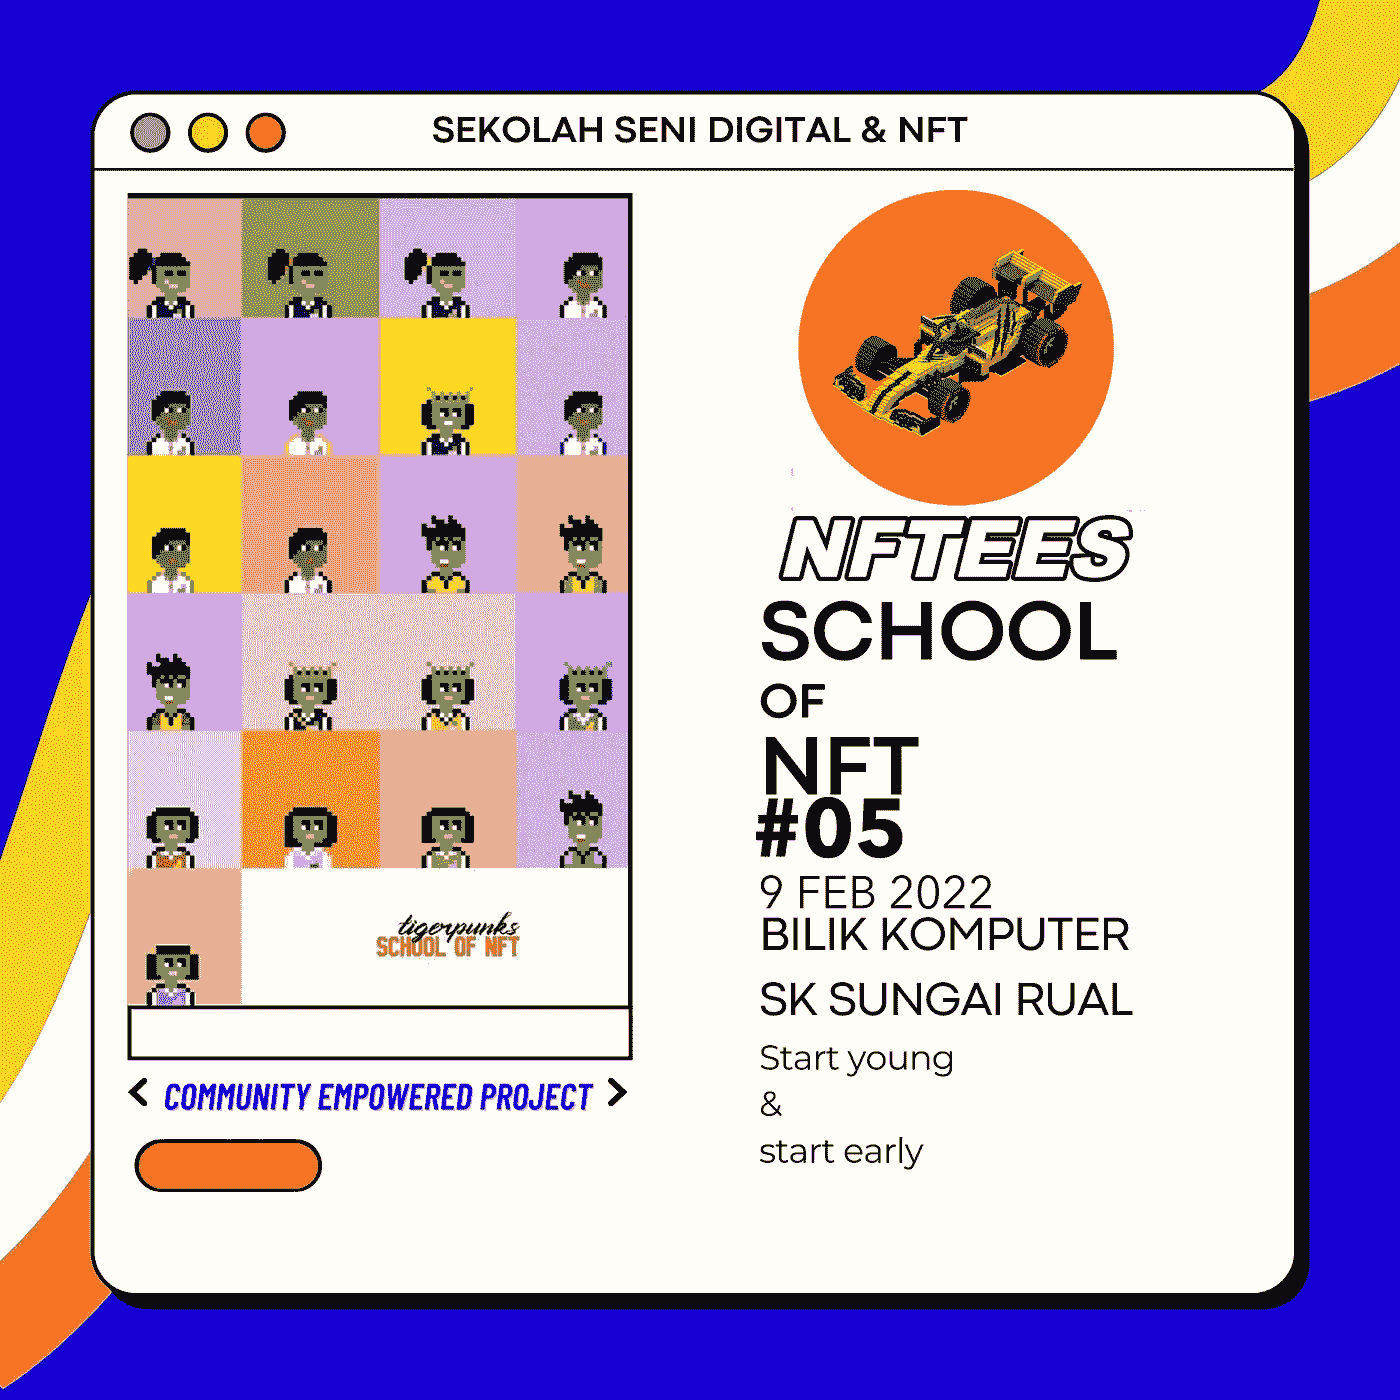 SEKOLAH SENI DIGITAL & NFT
tigerpunks
SCHOOL OF NFT
COMMUNITY EMPOWERED PROJECT
NFTEES
SCHOOL
OF
NFT
#05
9 FEB 2022
BILIK KOMPUTER
SK SUNGAI RUAL
Start young
&
start early